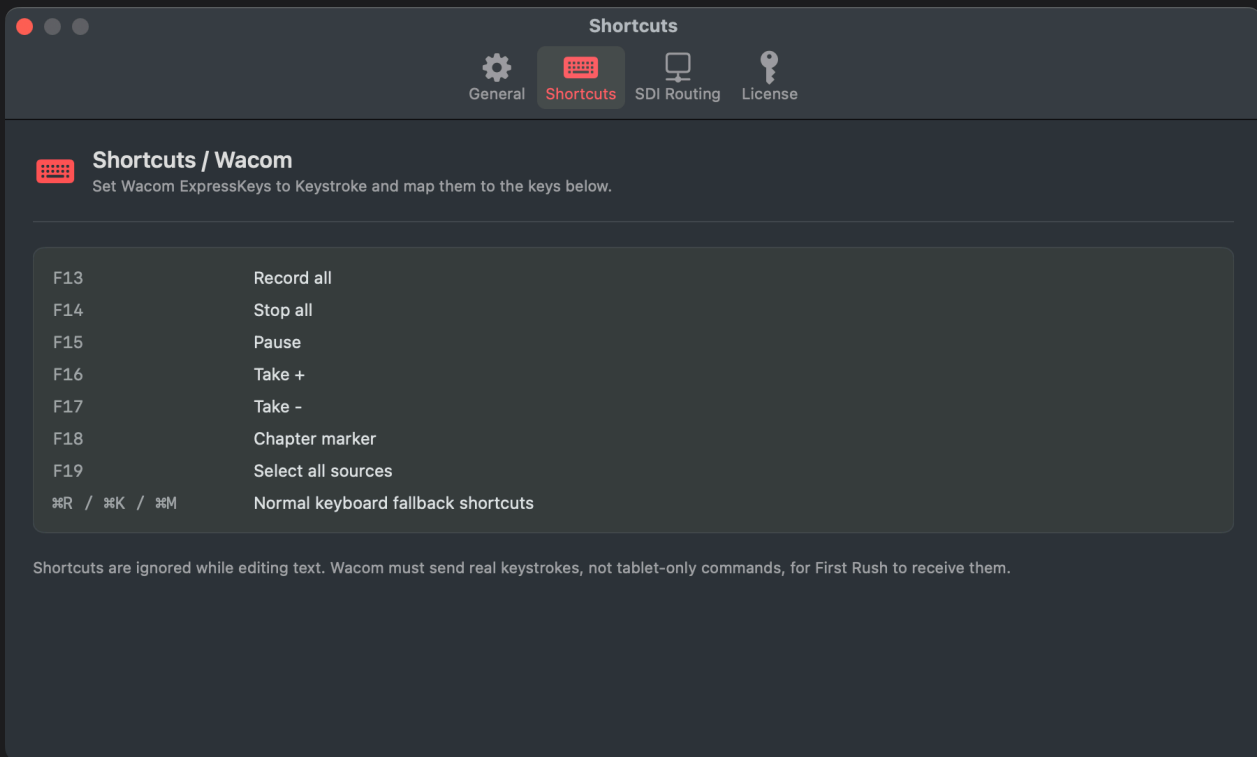 Shortcuts
General
Shortcuts
SDI Routing
License
Shortcuts / Wacom
Set Wacom ExpressKeys to Keystroke and map them to the keys below.
F13 Record all
F14 Stop all
F15 Pause
F16 Take +
F17 Take -
F18 Chapter marker
F19 Select all sources
⌘R / ⌘K / ⌘M Normal keyboard fallback shortcuts
Shortcuts are ignored while editing text. Wacom must send real keystrokes, not tablet-only commands, for First Rush to receive them.